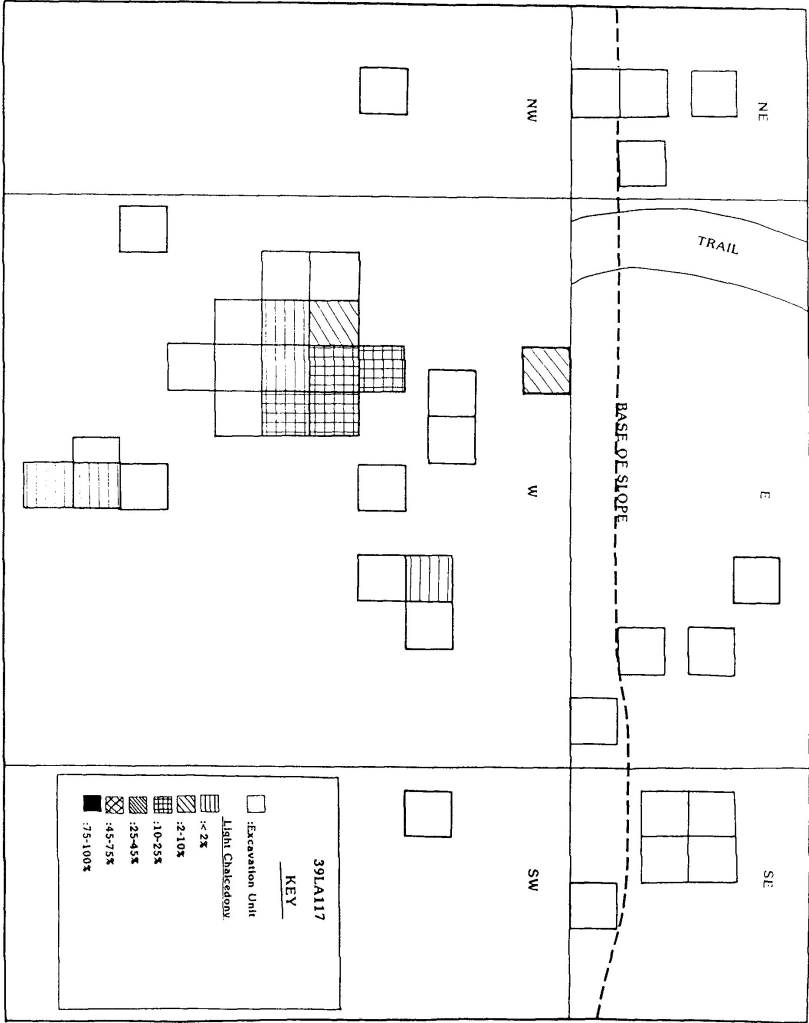 NE
E
SE
TRAIL
BASE OF SLOPE
NW
W
SW
39LA117
KEY
:Excavation Unit
Light Chalcedony
:< 2%
:2-10%
:10-25%
:25-45%
:45-75%
:75-100%